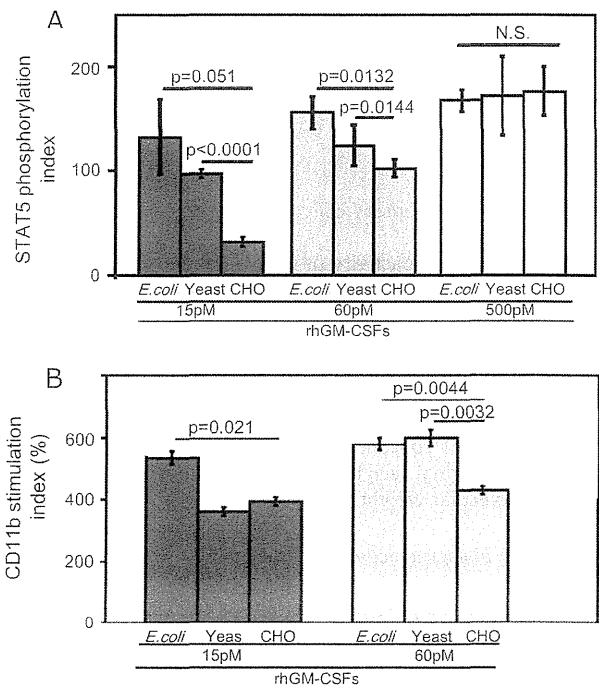 A
STAT5 phosphorylation
index
200
100
0
p=0.051
p<0.0001
p=0.0132
p=0.0144
N.S.
E.coli Yeast CHO E.coli Yeast CHO E.coli Yeast CHO
15pM 60pM 500pM
rhGM-CSFs
B
CD11b stimulation
index (%)
600
400
200
0
p=0.021
p=0.0044
p=0.0032
E.coli Yeas CHO E.coli Yeast CHO
15pM 60pM
rhGM-CSFs